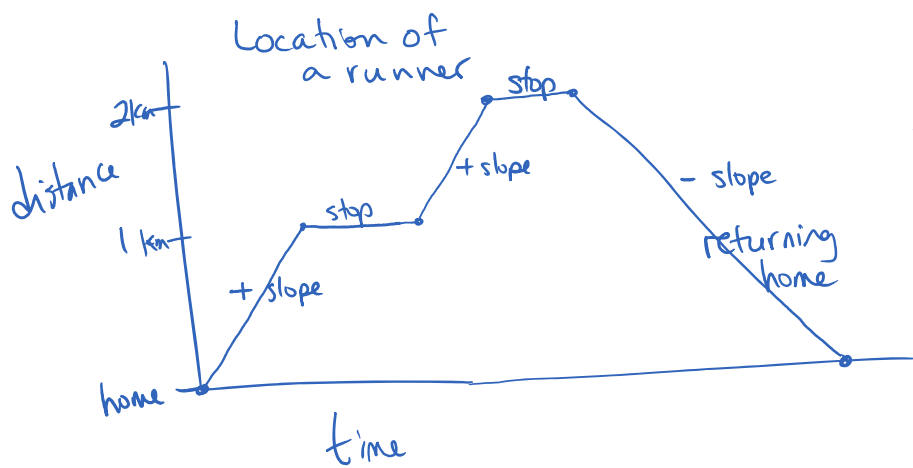 Location of
a runner
stop
2km
+ slope
- slope
distance
stop
1 km
returning
home
+ slope
home
time